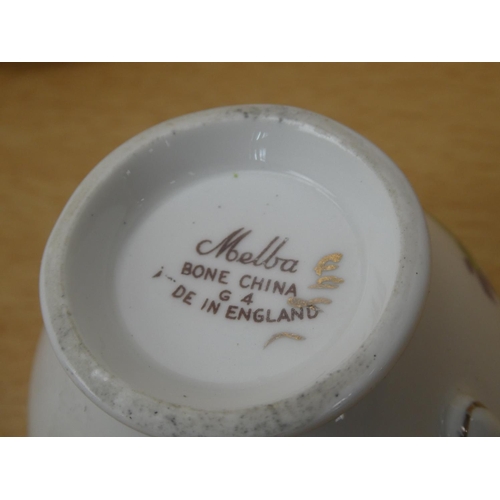 Melba
BONE CHINA
G 4
DE IN ENGLAND